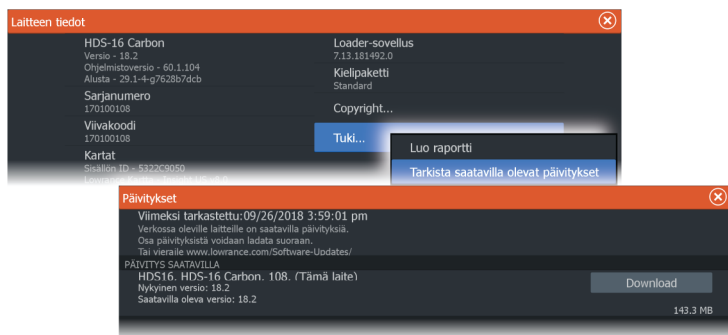 Laitteen tiedot
HDS-16 Carbon
Versio - 18.2
Ohjelmistoversio - 60.1.104
Alusta - 29.1-4-g7628b7dcb
Sarjanumero
170100108
Viivakoodi
170100108
Kartat
Sisällön ID - 5322C9050
Loader-sovellus
7.13.181492.0
Kielipaketti
Standard
Copyright...
Tuki...
Luo raportti
Tarkista saatavilla olevat päivitykset
Päivitykset
Viimeksi tarkastettu:09/26/2018 3:59:01 pm
Verkossa oleville laitteille on saatavilla päivityksiä.
Osa päivityksistä voidaan ladata suoraan.
Tai vieraile www.lowrance.com/Software-Updates/
PÄIVITYS SAATAVILLA
HDS16, HDS-16 Carbon, 108, (Tämä laite)
Nykyinen versio: 18.2
Saatavilla oleva versio: 18.2
Download
143.3 MB